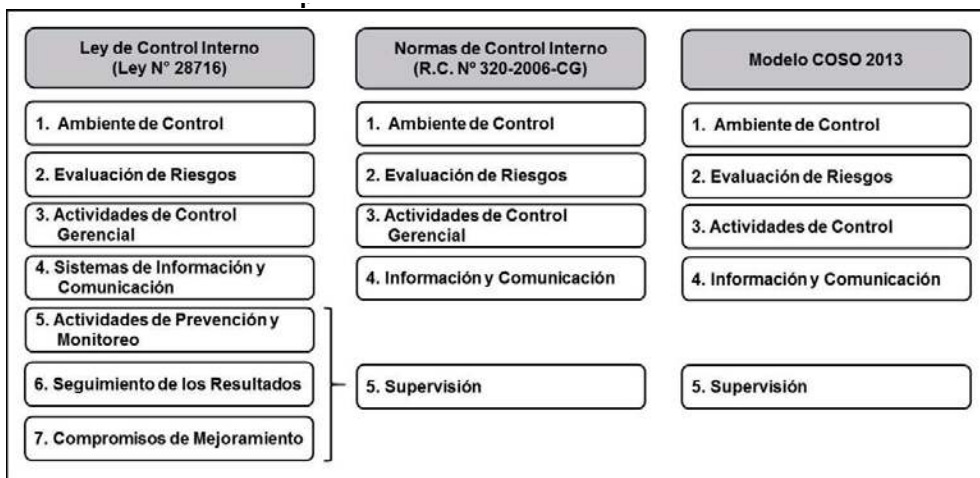 Ley de Control Interno
(Ley N° 28716)
1. Ambiente de Control
2. Evaluación de Riesgos
3. Actividades de Control
Gerencial
4. Sistemas de Información y
Comunicación
5. Actividades de Prevención y
Monitoreo
6. Seguimiento de los Resultados
7. Compromisos de Mejoramiento
Normas de Control Interno
(R.C. Nº 320-2006-CG)
1. Ambiente de Control
2. Evaluación de Riesgos
3. Actividades de Control
Gerencial
4. Información y Comunicación
5. Supervisión
Modelo COSO 2013
1. Ambiente de Control
2. Evaluación de Riesgos
3. Actividades de Control
4. Información y Comunicación
5. Supervisión